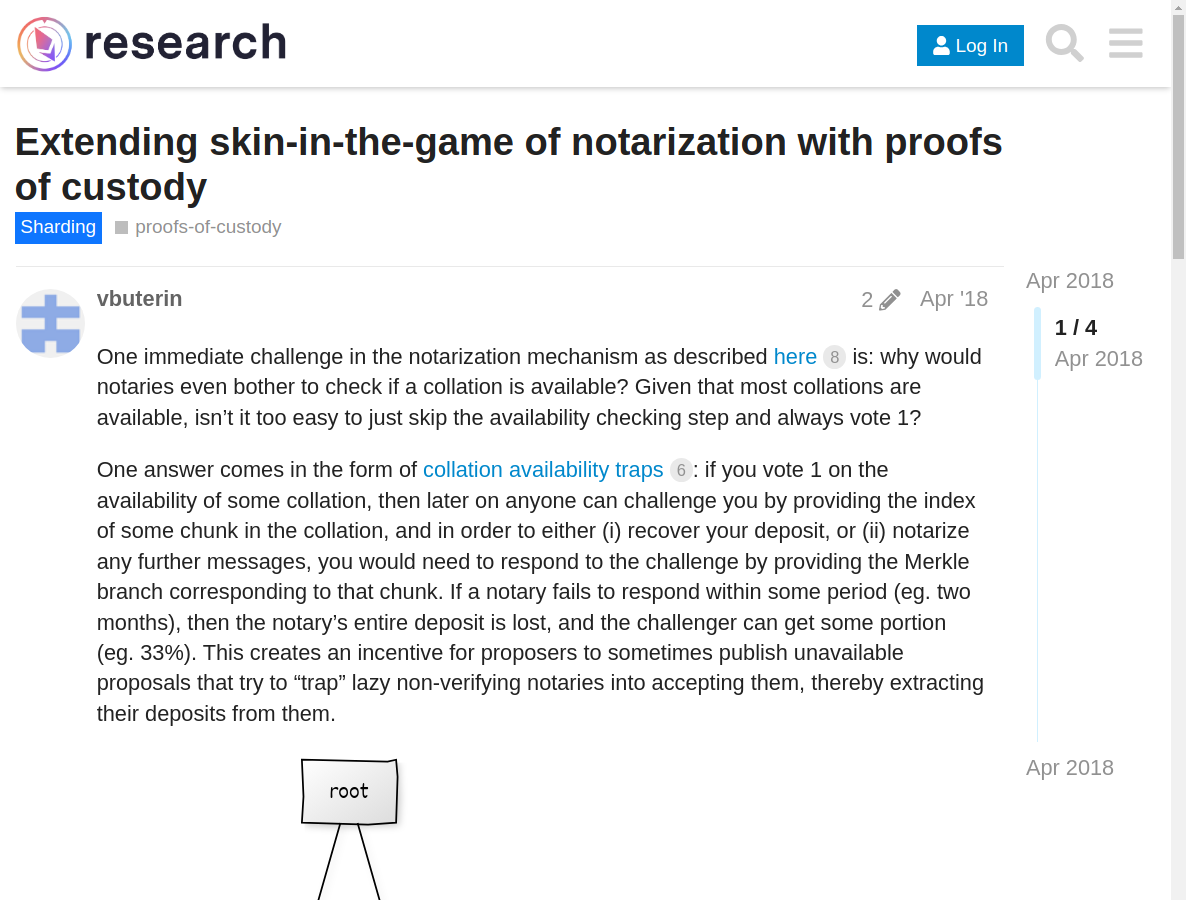 research
Log In
Extending skin-in-the-game of notarization with proofs
of custody
Sharding
proofs-of-custody
Apr 2018
vbuterin
2
Apr '18
1 / 4
Apr 2018
One immediate challenge in the notarization mechanism as described here 8 is: why would
notaries even bother to check if a collation is available? Given that most collations are
available, isn’t it too easy to just skip the availability checking step and always vote 1?
One answer comes in the form of collation availability traps 6: if you vote 1 on the
availability of some collation, then later on anyone can challenge you by providing the index
of some chunk in the collation, and in order to either (i) recover your deposit, or (ii) notarize
any further messages, you would need to respond to the challenge by providing the Merkle
branch corresponding to that chunk. If a notary fails to respond within some period (eg. two
months), then the notary’s entire deposit is lost, and the challenger can get some portion
(eg. 33%). This creates an incentive for proposers to sometimes publish unavailable
proposals that try to “trap” lazy non-verifying notaries into accepting them, thereby extracting
their deposits from them.
Apr 2018
root